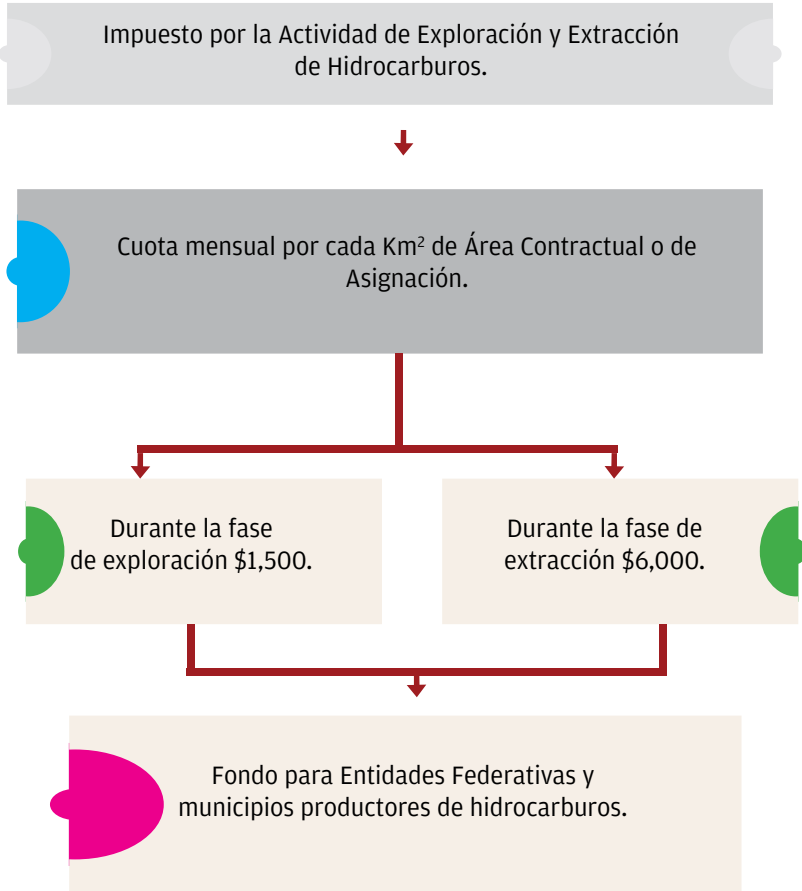 Impuesto por la Actividad de Exploración y Extracción
de Hidrocarburos.
Cuota mensual por cada Km² de Área Contractual o de
Asignación.
Durante la fase
de exploración $1,500.
Durante la fase de
extracción $6,000.
Fondo para Entidades Federativas y
municipios productores de hidrocarburos.